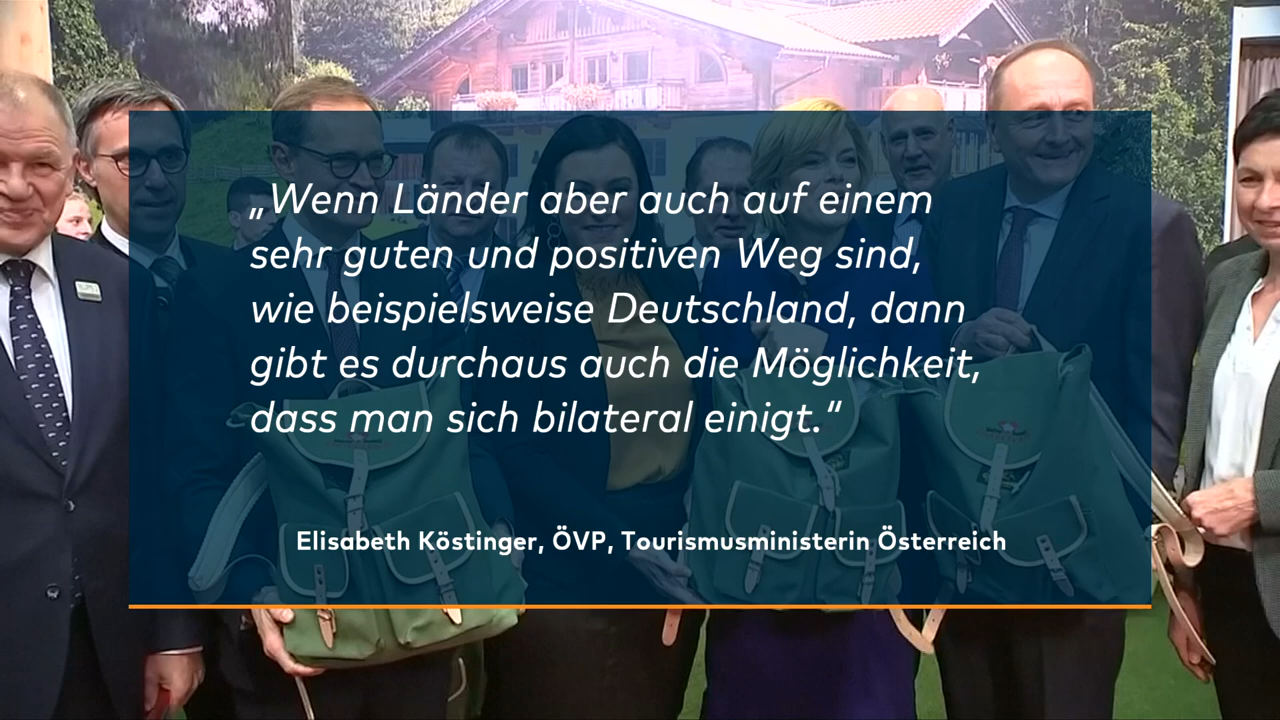 „Wenn Länder aber auch auf einem
sehr guten und positiven Weg sind,
wie beispielsweise Deutschland, dann
gibt es durchaus auch die Möglichkeit,
dass man sich bilateral einigt.“
Elisabeth Köstinger, ÖVP, Tourismusministerin Österreich